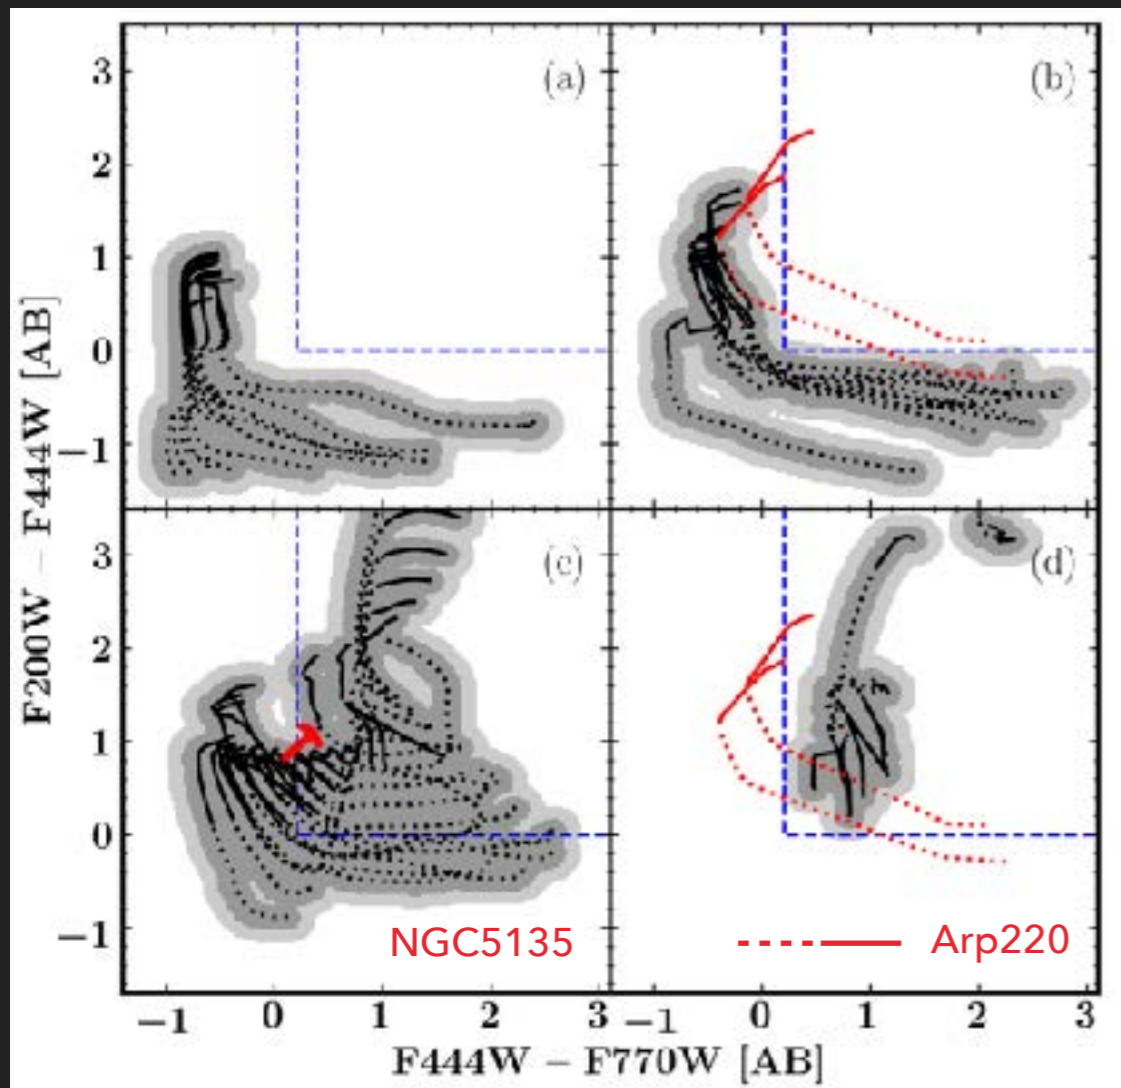 (a)
(b)
3
2
1
0
−1
(c)
(d)
3
2
1
0
−1
NGC5135
Arp220
−1 0 1 2 3 −1 0 1 2 3
F444W − F770W [AB]
F200W − F444W [AB]